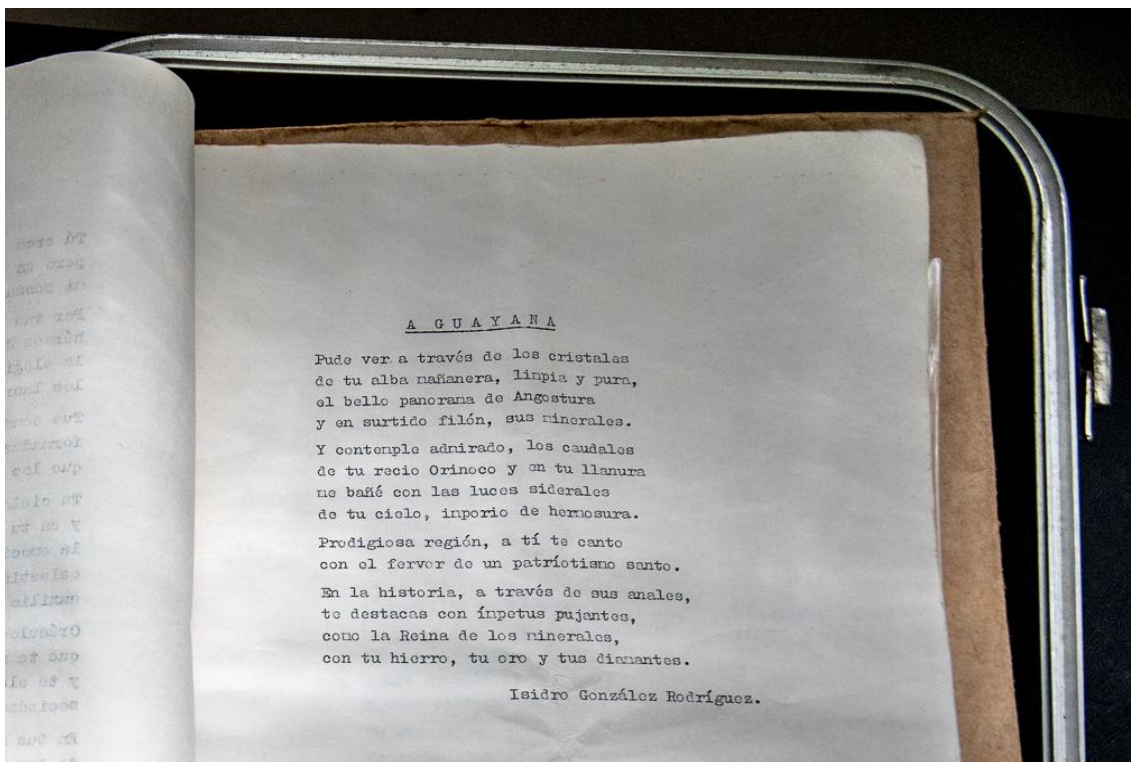 A GUAYANA
Pude ver a través de los cristales
de tu alba mañanera, limpia y pura,
el bello panorama de Angostura
y en surtido filón, sus minerales.
Y contemple admirado, los caudales
de tu recio Orinoco y en tu llanura
me bañé con las luces siderales
de tu cielo, imporio de hermosura.
Prodigiosa región, a tí te canto
con el fervor de un patríotismo santo.
En la historia, a través de sus anales,
te destacas con ímpetus pujantes,
como la Reina de los minerales,
con tu hierro, tu oro y tus diamantes.
Isidro González Rodríguez.